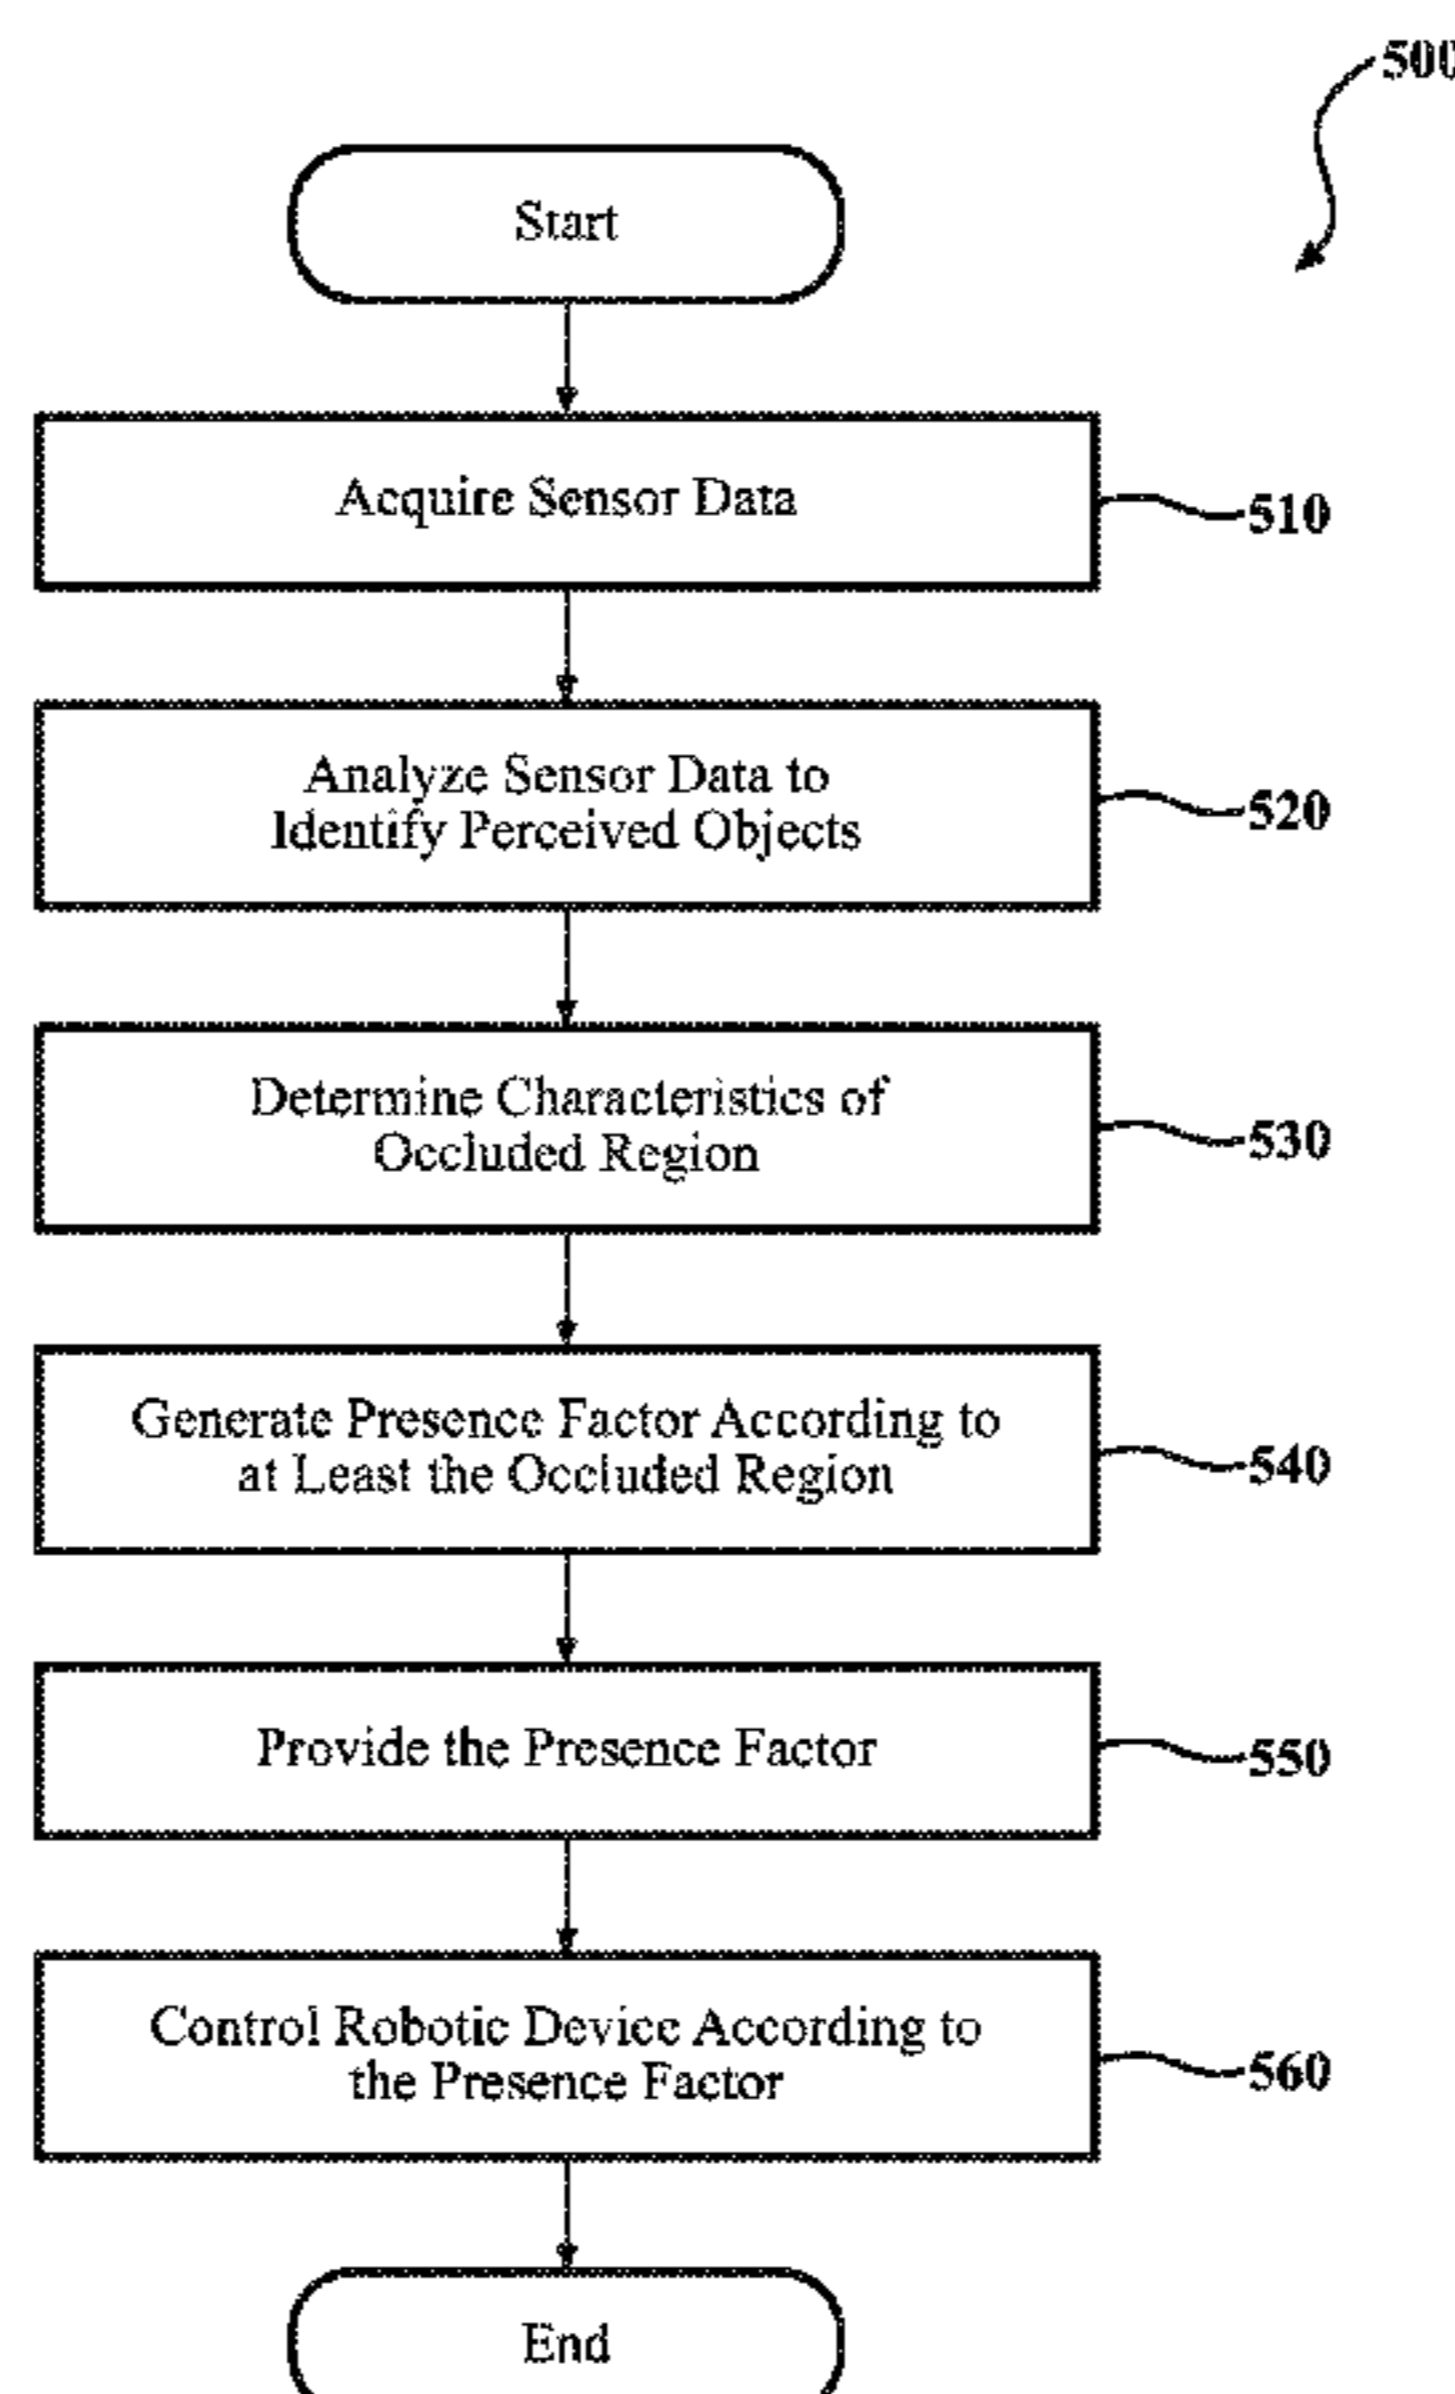 500
Start
Acquire Sensor Data
510
Analyze Sensor Data to
Identify Perceived Objects
520
Determine Characteristics of
Occluded Region
530
Generate Presence Factor According to
at Least the Occluded Region
540
Provide the Presence Factor
550
Control Robotic Device According to
the Presence Factor
560
End